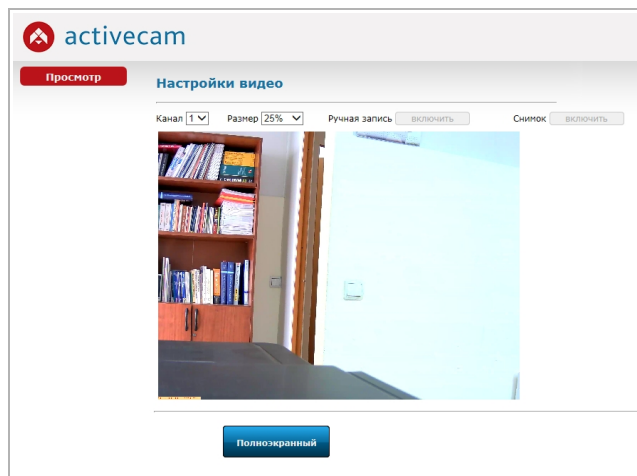 activecam
Просмотр
Настройки видео
Канал 1 Размер 25% Ручная запись включить Снимок включить
Полноэкранный